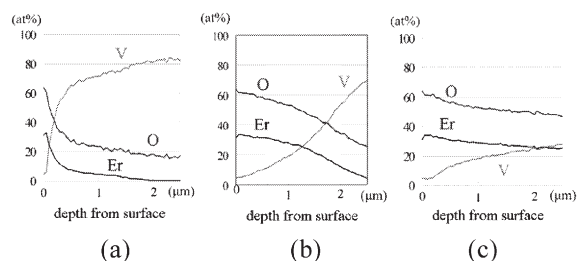 (at%)
100
80
60
40
20
0
V
O
Er
0
1
2
(μm)
depth from surface
(a)
(at%)
100
80
60
40
20
0
O
V
Er
0
1
2
(μm)
depth from surface
(b)
(at%)
100
80
60
40
20
0
O
Er
V
0
1
2
(μm)
depth from surface
(c)